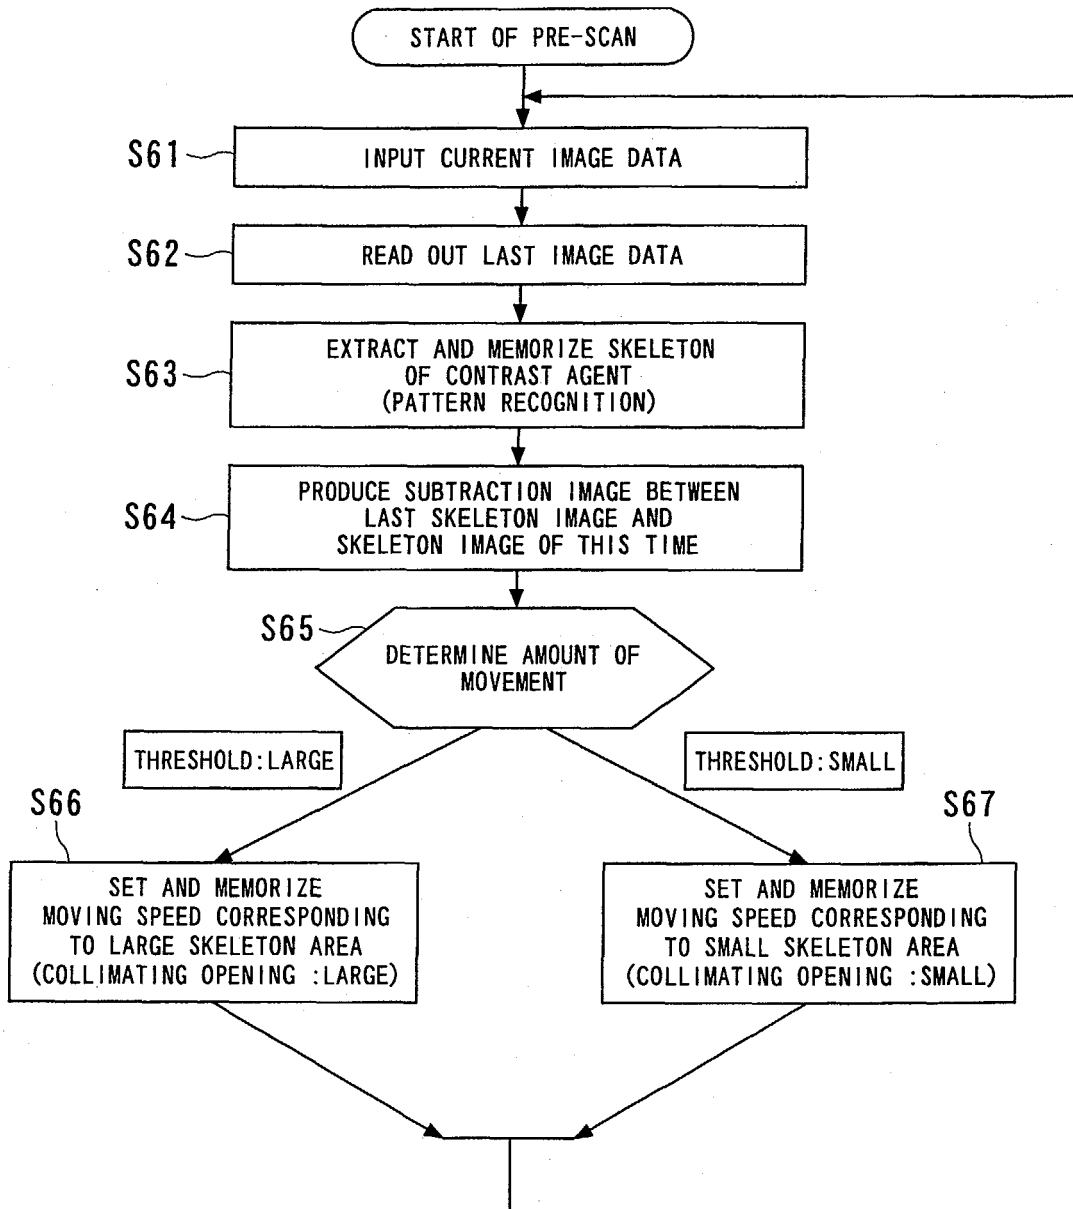 START OF PRE-SCAN
S61
INPUT CURRENT IMAGE DATA
S62
READ OUT LAST IMAGE DATA
S63
EXTRACT AND MEMORIZE SKELETON
OF CONTRAST AGENT
(PATTERN RECOGNITION)
S64
PRODUCE SUBTRACTION IMAGE BETWEEN
LAST SKELETON IMAGE AND
SKELETON IMAGE OF THIS TIME
S65
DETERMINE AMOUNT OF
MOVEMENT
THRESHOLD:LARGE
THRESHOLD:SMALL
S66
SET AND MEMORIZE
MOVING SPEED CORRESPONDING
TO LARGE SKELETON AREA
(COLLIMATING OPENING :LARGE)
S67
SET AND MEMORIZE
MOVING SPEED CORRESPONDING
TO SMALL SKELETON AREA
(COLLIMATING OPENING :SMALL)